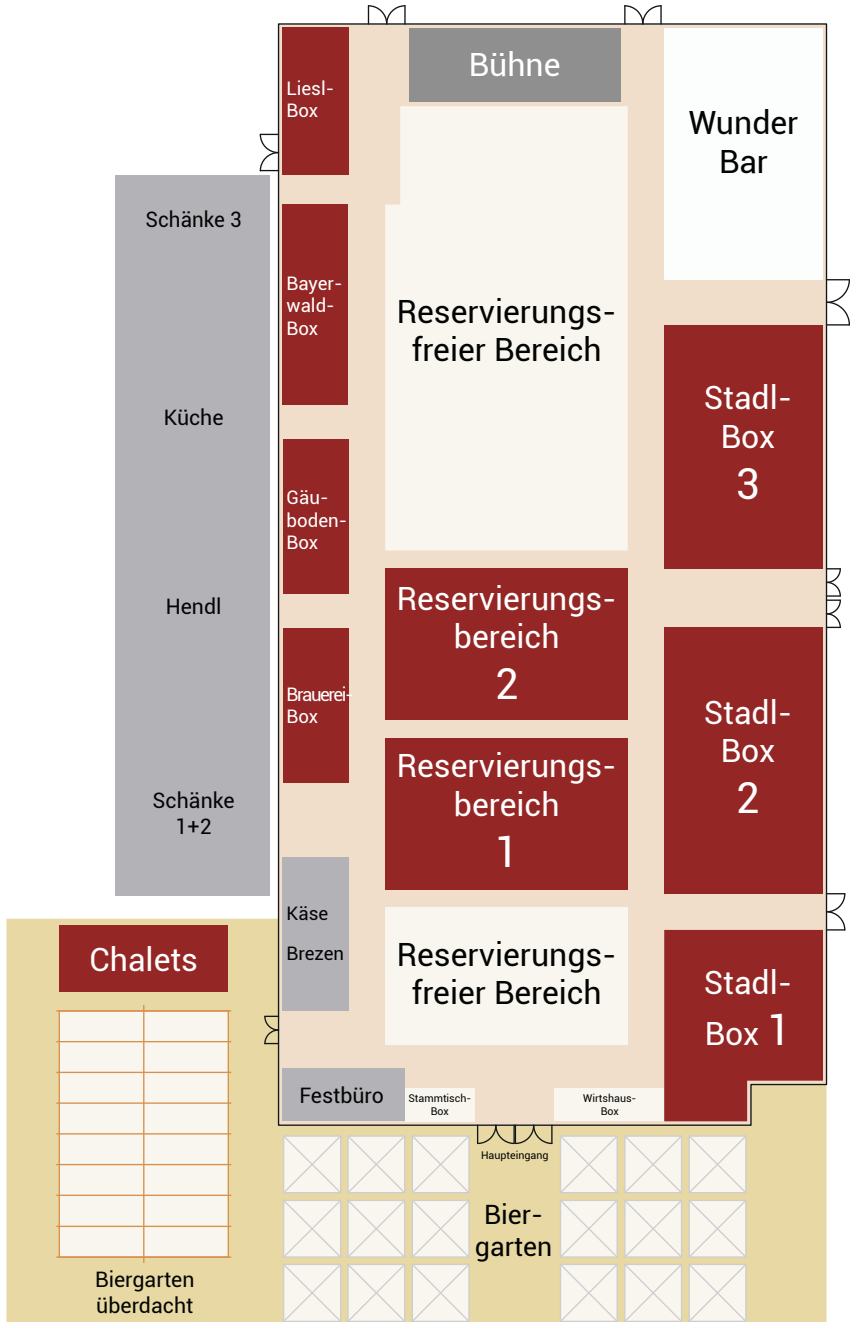 Bühne
Liesl-
Box
Wunder
Bar
Schänke 3
Bayer-
wald-
Box
Reservierungs-
freier Bereich
Küche
Stadl-
Box
3
Gäu-
boden-
Box
Hendl
Reservierungs-
bereich
2
Brauerei-
Box
Stadl-
Box
2
Reservierungs-
bereich
1
Schänke
1+2
Käse
Brezen
Chalets
Reservierungs-
freier Bereich
Stadl-
Box 1
Festbüro
Stammtisch-
Box
Wirtshaus-
Box
Haupteingang
Bier-
garten
Biergarten
überdacht